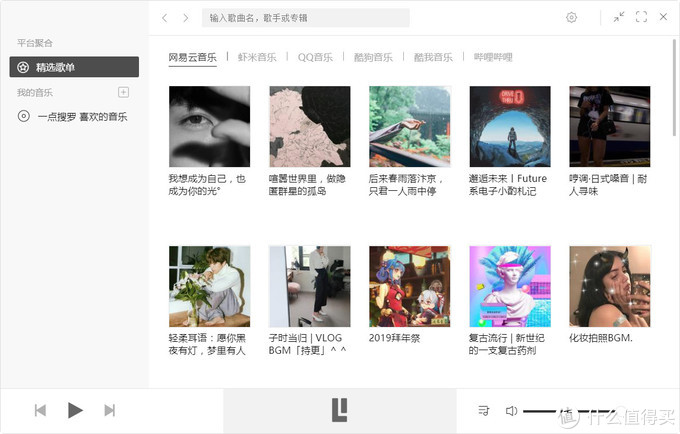 输入歌曲名，歌手或专辑
平台聚合
精选歌单
我的音乐
一点搜罗 喜欢的音乐
网易云音乐 | 虾米音乐 | QQ音乐 | 酷狗音乐 | 酷我音乐 | 哔哩哔哩
DRIVE
THRU
我想成为自己，也
成为你的光°
喧嚣世界里，做隐
匿群星的孤岛
后来春雨落汴京，
只君一人雨中停
邂逅未来丨Future
系电子小酌札记
哼调·日式嗓音 | 耐
人寻味
轻柔耳语：愿你黑
夜有灯，梦里有人
子时当归 | VLOG
BGM「持更」^ ^
2019拜年祭
复古流行 | 新世纪
的一支复古药剂
化妆拍照BGM.
值 什么值得买